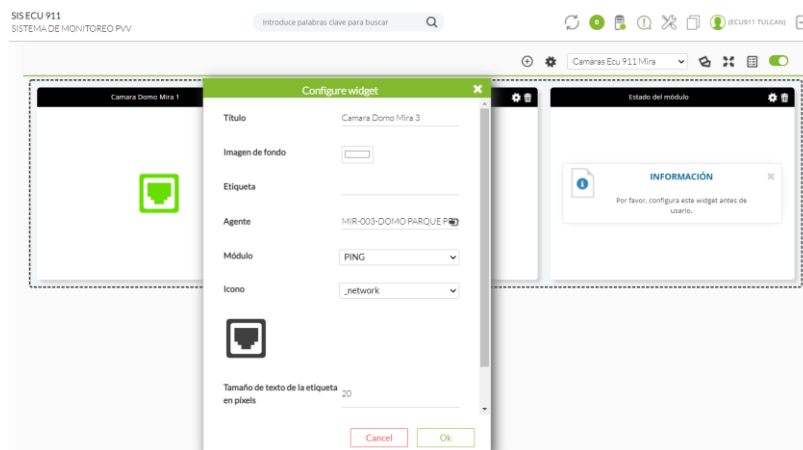 SIS ECU 911
SISTEMA DE MONITOREO PVV
Introduce palabras clave para buscar
0
(ECU911 TULCAN)
Camaras Ecu 911 Mira
Camara Domo Mira 1
Configure widget
Estado del módulo
Título
Camara Domo Mira 3
Imagen de fondo
Etiqueta
Agente
MIR-003-DOMO PARQUE
Módulo
PING
Icono
_network
Tamaño de texto de la etiqueta
en píxels
20
Cancel
Ok
INFORMACIÓN
Por favor, configura este widget antes de
usarlo.